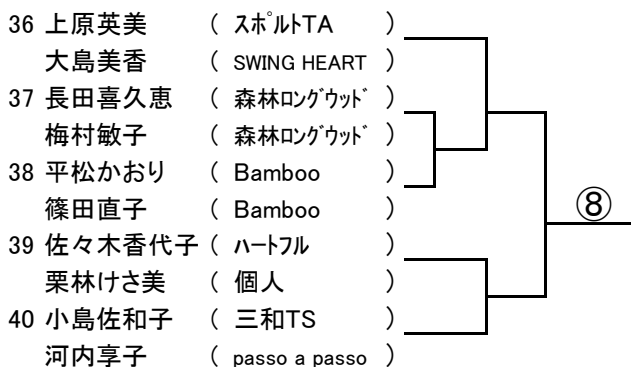 36 上原英美 ( スポルトTA )
大島美香 ( SWING HEART )
37 長田喜久恵 ( 森林ロングウッド )
梅村敏子 ( 森林ロングウッド )
38 平松かおり ( Bamboo )
篠田直子 ( Bamboo )
⑧
39 佐々木香代子 ( ハートフル )
栗林けさ美 ( 個人 )
40 小島佐和子 ( 三和TS )
河内享子 ( passo a passo )